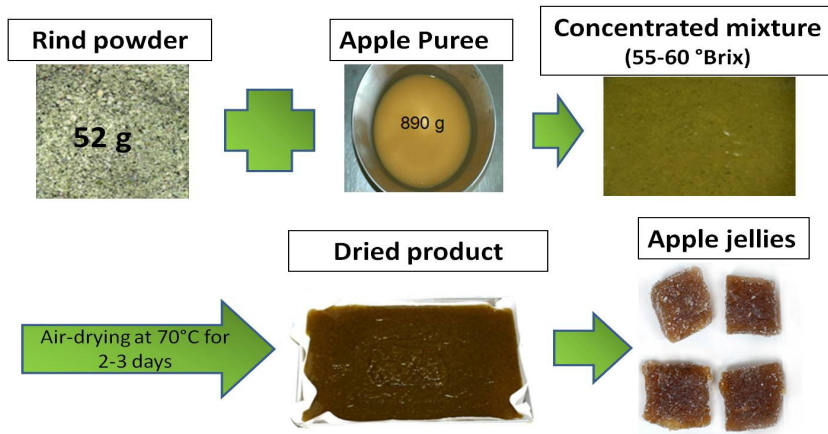 Rind powder
Apple Puree
Concentrated mixture
(55-60 °Brix)
52 g
890 g
Dried product
Apple jellies
Air-drying at 70°C for
2-3 days